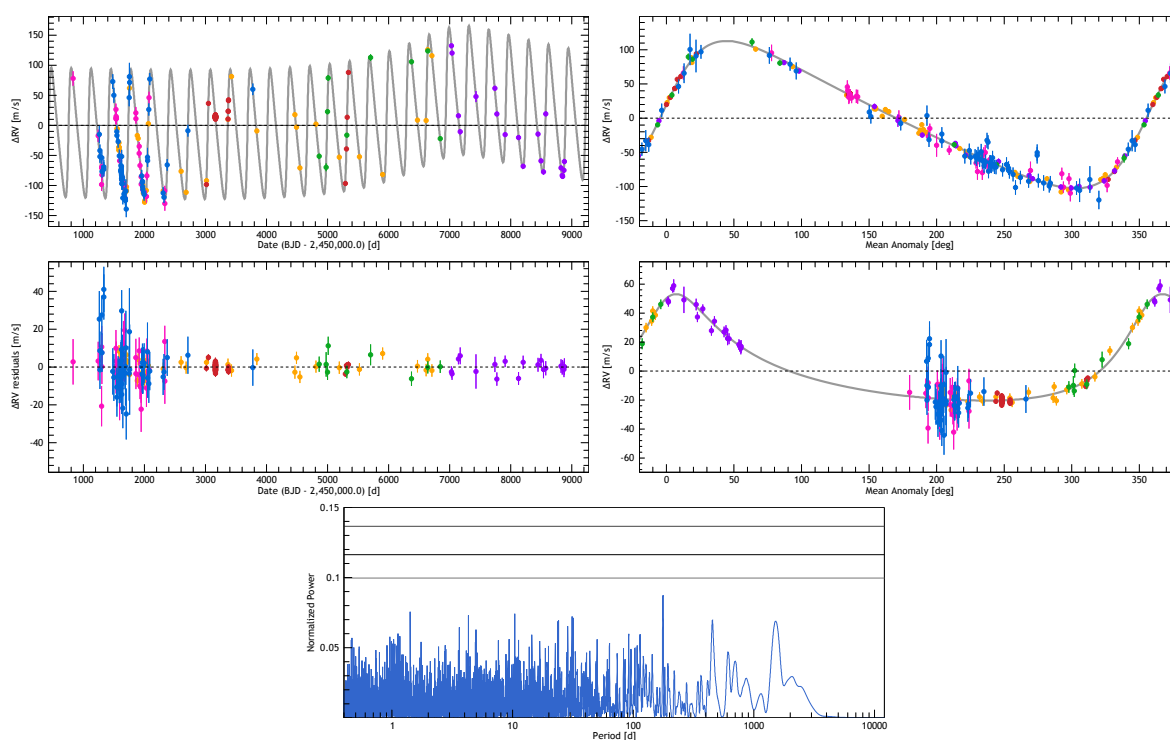 150
100
50
0
-50
-100
-150
ΔRV [m/s]
1000 2000 3000 4000 5000 6000 7000 8000 9000
Date (BJD - 2,450,000.0) [d]
150
100
50
0
-50
-100
-150
ΔRV [m/s]
0 50 100 150 200 250 300 350
Mean Anomaly [deg]
40
20
0
-20
-40
ΔRV residuals [m/s]
1000 2000 3000 4000 5000 6000 7000 8000 9000
Date (BJD - 2,450,000.0) [d]
60
40
20
0
-20
-40
-60
ΔRV [m/s]
0 50 100 150 200 250 300 350
Mean Anomaly [deg]
0.15
0.1
0.05
Normalized Power
1 10 100 1000 10000
Period [d]